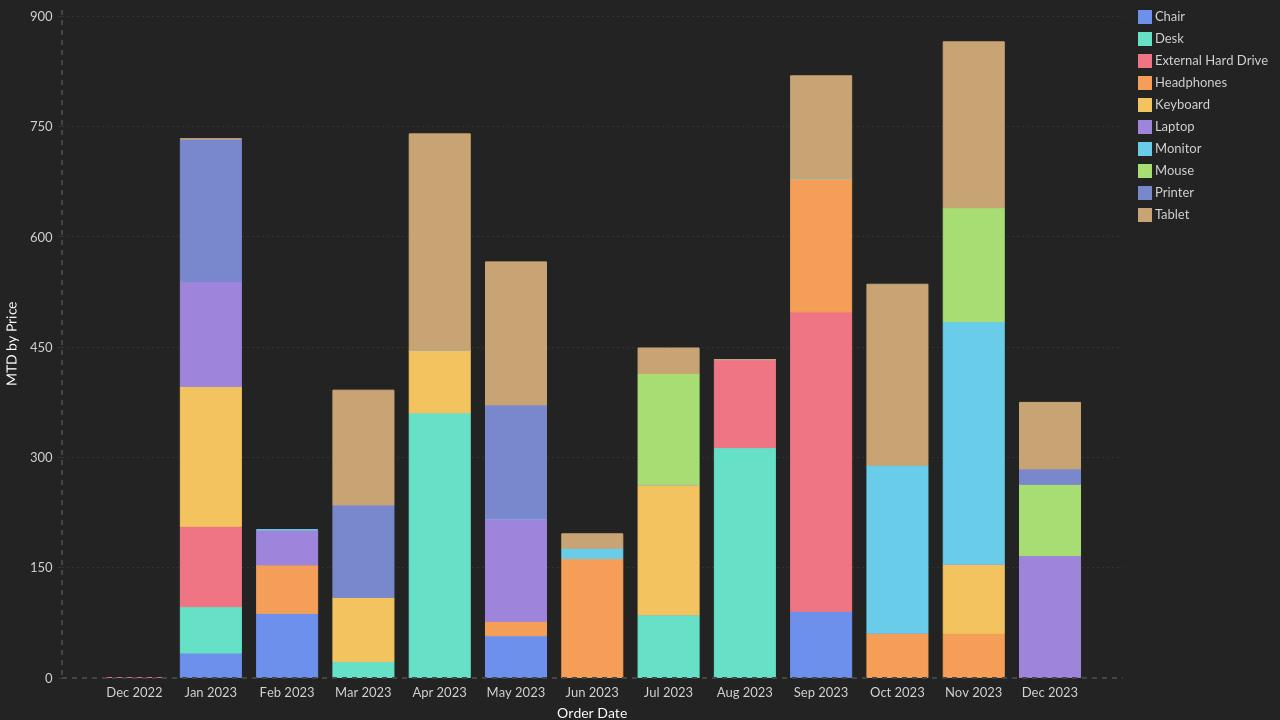 900
750
600
450
300
150
0
MTD by Price
Dec 2022
Jan 2023
Feb 2023
Mar 2023
Apr 2023
May 2023
Jun 2023
Jul 2023
Aug 2023
Sep 2023
Oct 2023
Nov 2023
Dec 2023
Order Date
Chair
Desk
External Hard Drive
Headphones
Keyboard
Laptop
Monitor
Mouse
Printer
Tablet